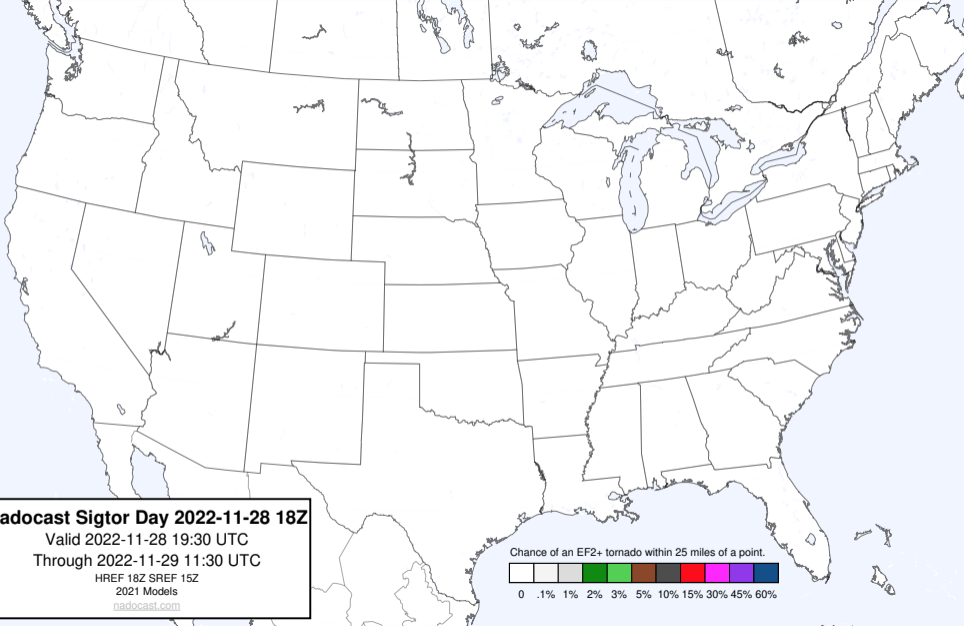 adocast Sigtor Day 2022-11-28 18Z
Valid 2022-11-28 19:30 UTC
Through 2022-11-29 11:30 UTC
HREF 18Z SREF 15Z
2021 Models
nadocast.com
Chance of an EF2+ tornado within 25 miles of a point.
0 .1% 1% 2% 3% 5% 10% 15% 30% 45% 60%